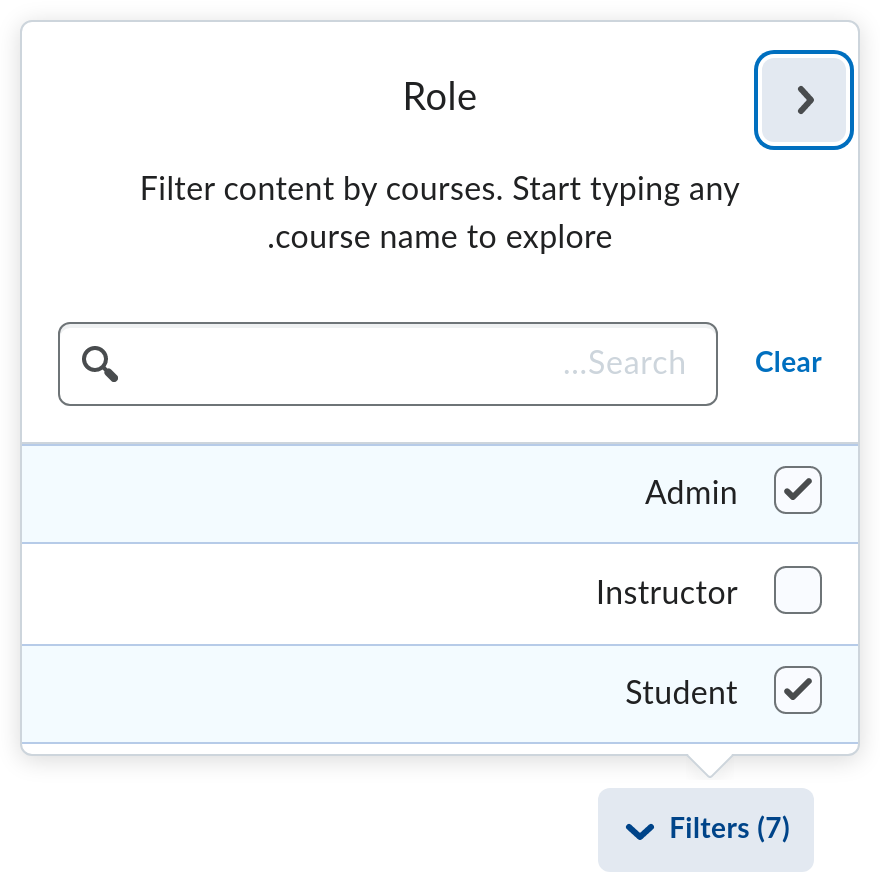 Role
Filter content by courses. Start typing any
.course name to explore
...Search
Clear
Admin
Instructor
Student
Filters (7)